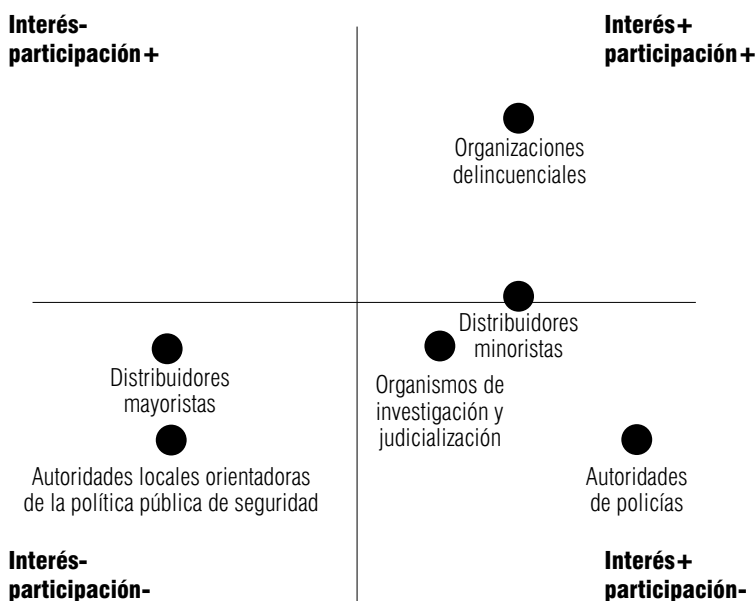 Interés-
participación+
Interés+
participación+
Organizaciones
delincuenciales
Distribuidores
minoristas
Distribuidores
mayoristas
Organismos de
investigación y
judicialización
Autoridades locales orientadoras
de la política pública de seguridad
Autoridades
de policías
Interés-
participación-
Interés+
participación-